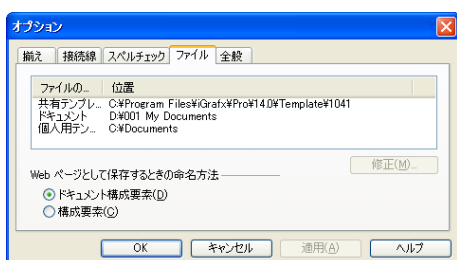 オプション
揃え 接続線 スペルチェック ファイル 全般
ファイルの... 位置
共有テンプレ... C:¥Program Files¥iGrafx¥Pro¥14.0¥Template¥1041
ドキュメント D:¥001 My Documents
個人用テン... C:¥Documents
修正(M)...
Web ページとして保存するときの命名方法
ドキュメント構成要素(D)
構成要素(C)
OK キャンセル 適用(A) ヘルプ